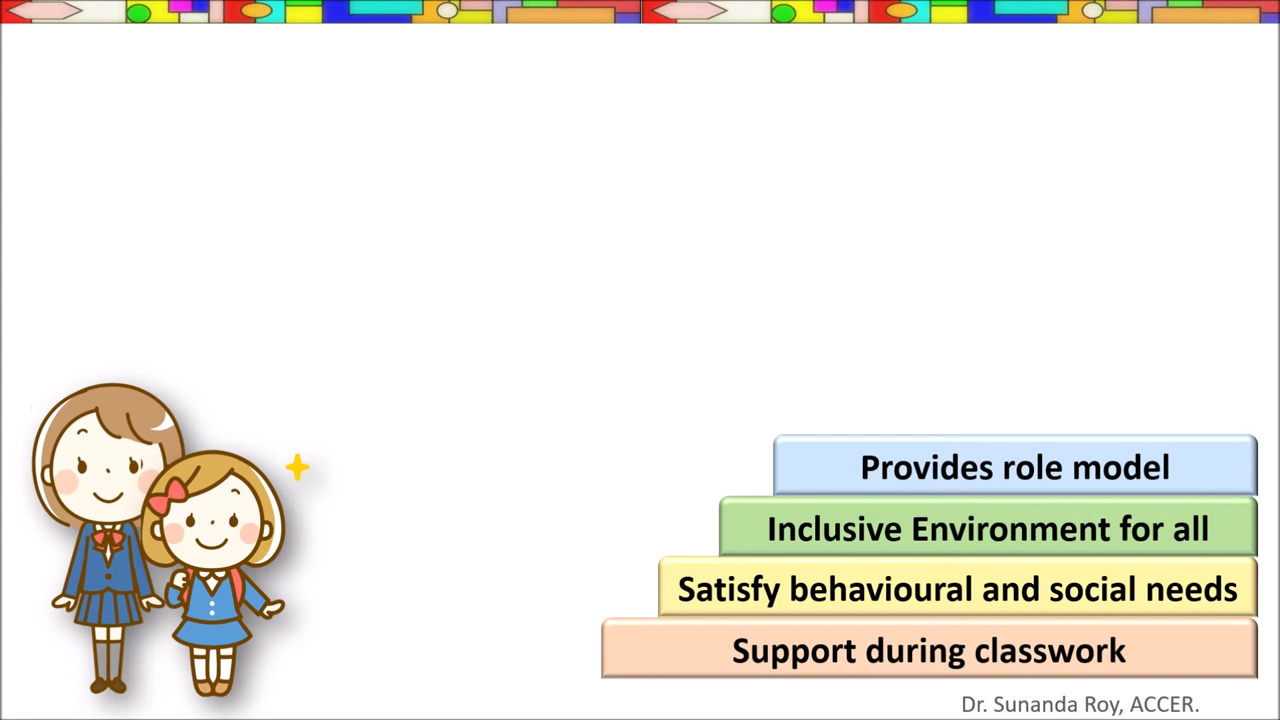 Provides role model
Inclusive Environment for all
Satisfy behavioural and social needs
Support during classwork
Dr. Sunanda Roy, ACCER.